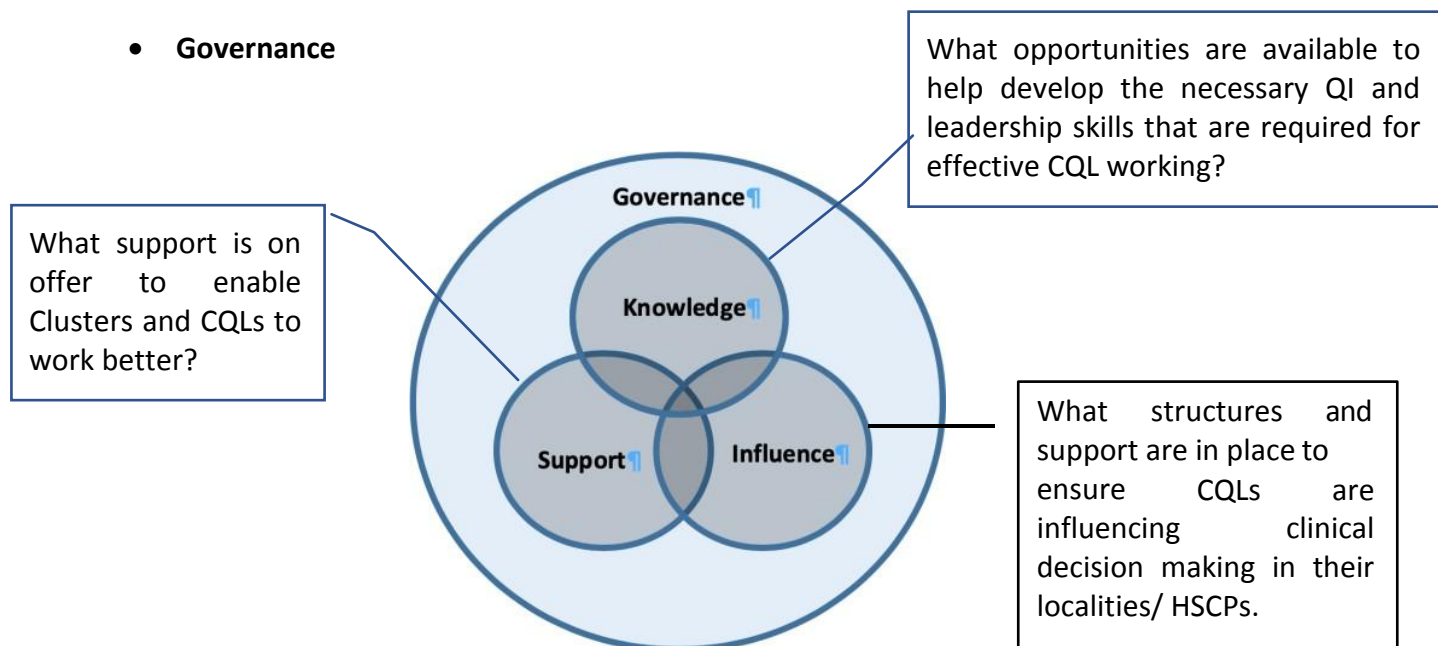 • Governance
What opportunities are available to
help develop the necessary QI and
leadership skills that are required for
effective CQL working?
Governance¶
What support is on
offer to enable
Clusters and CQLs to
work better?
Knowledge¶
Support¶
Influence¶
What structures and
support are in place to
ensure CQLs are
influencing clinical
decision making in their
localities/ HSCPs.